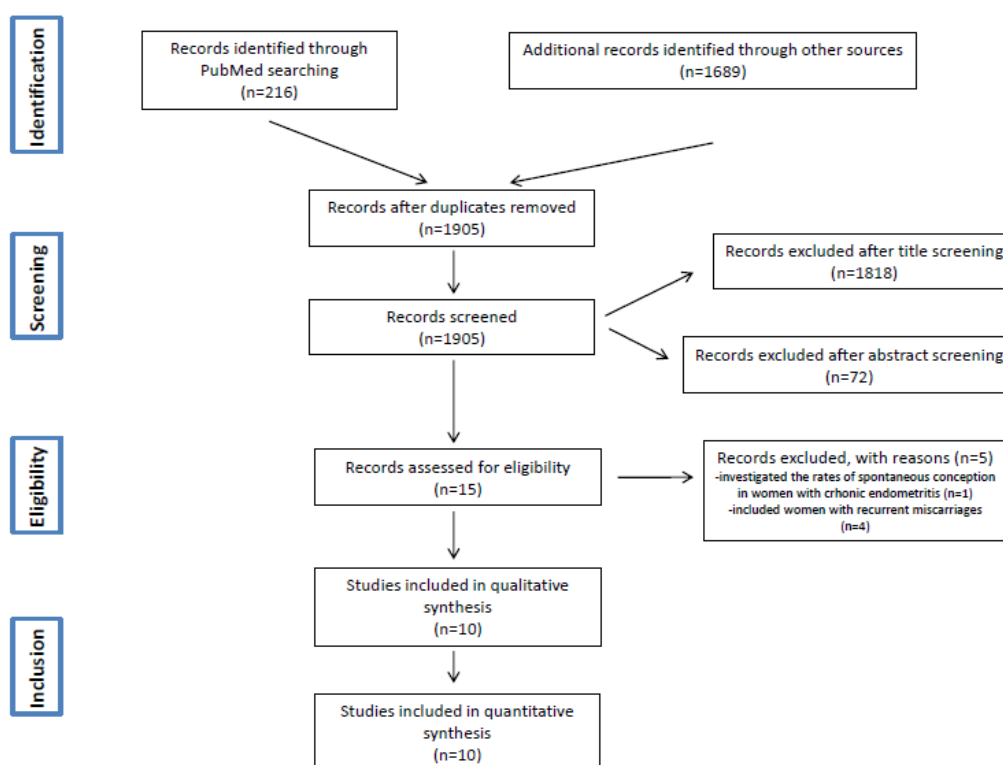 Identification
Records identified through
PubMed searching
(n=216)
Additional records identified through other sources
(n=1689)
Records after duplicates removed
(n=1905)
Screening
Records excluded after title screening
(n=1818)
Records screened
(n=1905)
Records excluded after abstract screening
(n=72)
Eligibility
Records assessed for eligibility
(n=15)
Records excluded, with reasons (n=5)
-investigated the rates of spontaneous conception
in women with crhonic endometritis (n=1)
-included women with recurrent miscarriages
(n=4)
Inclusion
Studies included in qualitative
synthesis
(n=10)
Studies included in quantitative
synthesis
(n=10)